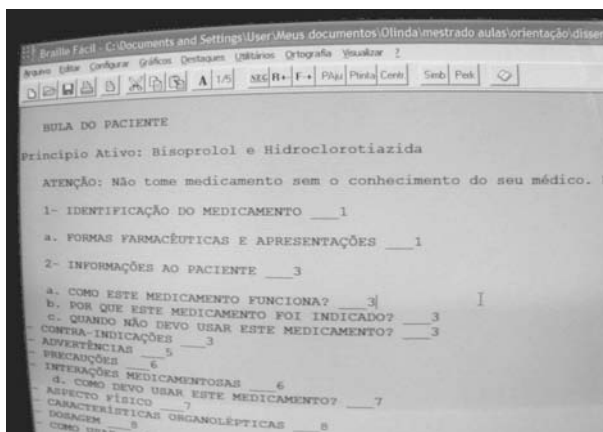 Braille Fácil - C:\Documents and Settings\User\Meus documentos\Olinda\mestrado aulas\orientação\disser
Arquivo Editar Configurar Gráficos Destaques Utilitários Ortografia Visualizar ?
A 1/5 NEG R+ F→ PAju Ptinta Centr. Simb Perk
BULA DO PACIENTE
Princípio Ativo: Bisoprolol e Hidroclorotiazida
ATENÇÃO: Não tome medicamento sem o conhecimento do seu médico.
1- IDENTIFICAÇÃO DO MEDICAMENTO ___1
a. FORMAS FARMACÊUTICAS E APRESENTAÇÕES ___1
2- INFORMAÇÕES AO PACIENTE ___3
a. COMO ESTE MEDICAMENTO FUNCIONA? ___3
b. POR QUE ESTE MEDICAMENTO FOI INDICADO? ___3
c. QUANDO NÃO DEVO USAR ESTE MEDICAMENTO? ___3
- CONTRA-INDICAÇÕES ___3
- ADVERTÊNCIAS ___5
- PRECAUÇÕES ___6
- INTERAÇÕES MEDICAMENTOSAS ___6
d. COMO DEVO USAR ESTE MEDICAMENTO? ___7
- ASPECTO FÍSICO ___7
- CARACTERÍSTICAS ORGANOLÉPTICAS ___8
- DOSAGEM ___8
- COMO USAR